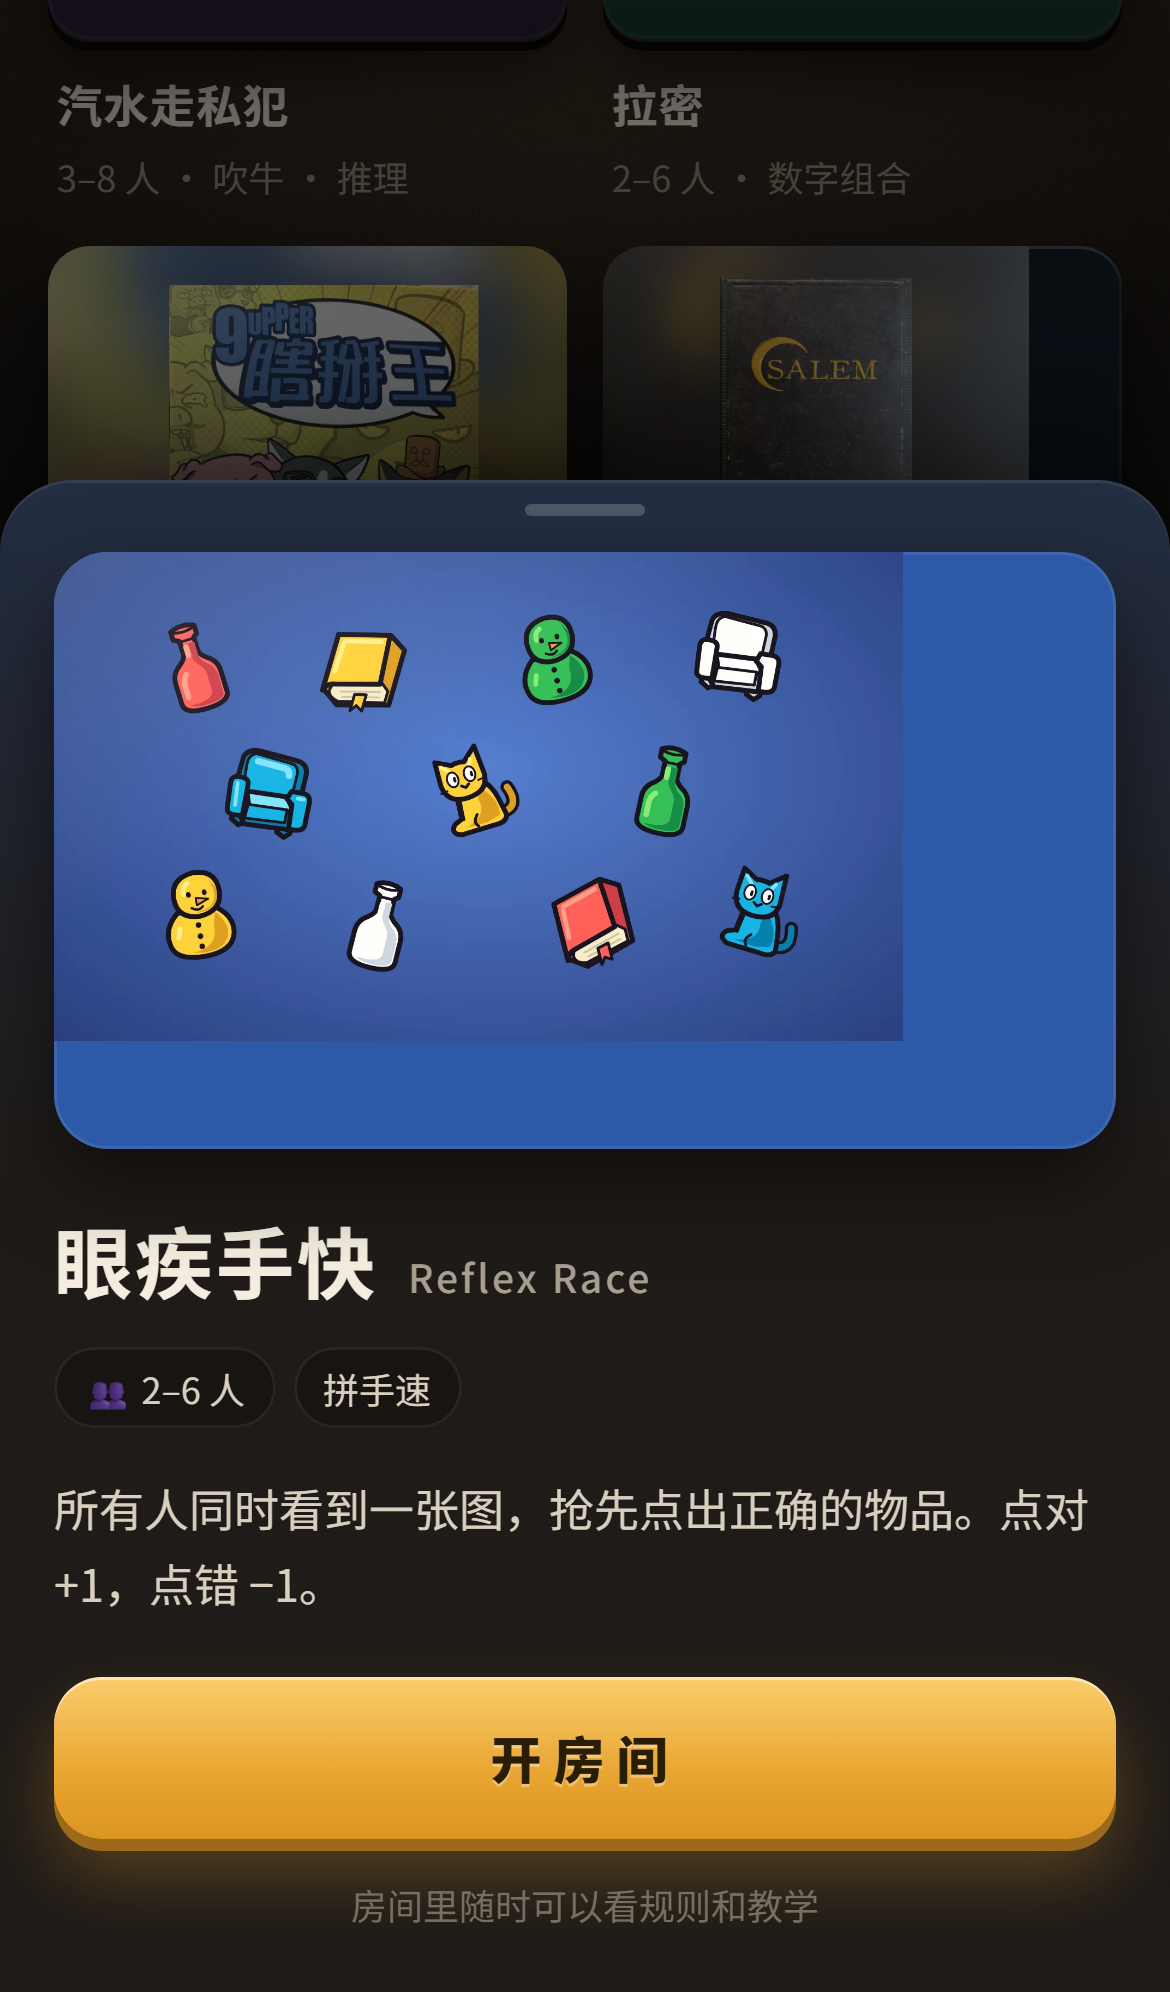 汽水走私犯
拉密
3–8 人 · 吹牛 · 推理
2–6 人 · 数字组合
9UPPER
瞎掰王
SALEM
眼疾手快 Reflex Race
2–6 人
拼手速
所有人同时看到一张图，抢先点出正确的物品。点对
+1，点错 −1。
开房间
房间里随时可以看规则和教学